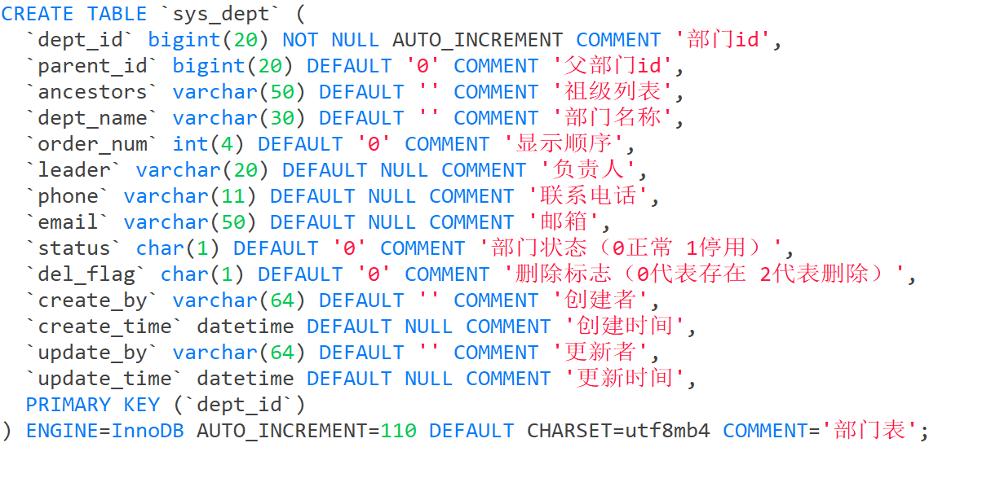 CREATE TABLE `sys_dept` (
  `dept_id` bigint(20) NOT NULL AUTO_INCREMENT COMMENT '部门id',
  `parent_id` bigint(20) DEFAULT '0' COMMENT '父部门id',
  `ancestors` varchar(50) DEFAULT '' COMMENT '祖级列表',
  `dept_name` varchar(30) DEFAULT '' COMMENT '部门名称',
  `order_num` int(4) DEFAULT '0' COMMENT '显示顺序',
  `leader` varchar(20) DEFAULT NULL COMMENT '负责人',
  `phone` varchar(11) DEFAULT NULL COMMENT '联系电话',
  `email` varchar(50) DEFAULT NULL COMMENT '邮箱',
  `status` char(1) DEFAULT '0' COMMENT '部门状态（0正常 1停用）',
  `del_flag` char(1) DEFAULT '0' COMMENT '删除标志（0代表存在 2代表删除）',
  `create_by` varchar(64) DEFAULT '' COMMENT '创建者',
  `create_time` datetime DEFAULT NULL COMMENT '创建时间',
  `update_by` varchar(64) DEFAULT '' COMMENT '更新者',
  `update_time` datetime DEFAULT NULL COMMENT '更新时间',
  PRIMARY KEY (`dept_id`)
) ENGINE=InnoDB AUTO_INCREMENT=110 DEFAULT CHARSET=utf8mb4 COMMENT='部门表';